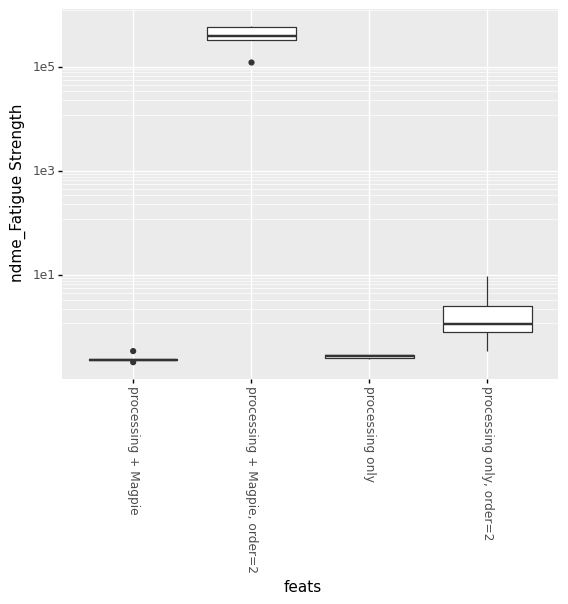 ndme_Fatigue Strength
1e5
1e3
1e1
processing + Magpie
processing + Magpie, order=2
processing only
processing only, order=2
feats